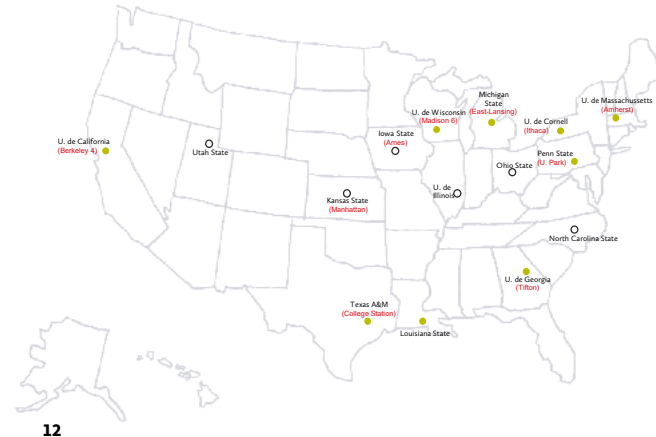 Michigan
State
(East-Lansing)
U. de Massachussetts
(Amherst)
U. de Wisconsin
(Madison 6)
U. de Cornell
(Ithaca)
Iowa State
(Ames)
U. de California
(Berkeley 4)
Utah State
Penn State
(U. Park)
Ohio State
U. de
Illinois
Kansas State
(Manhattan)
North Carolina State
U. de Georgia
(Tifton)
Texas A&M
(College Station)
Louisiana State
12